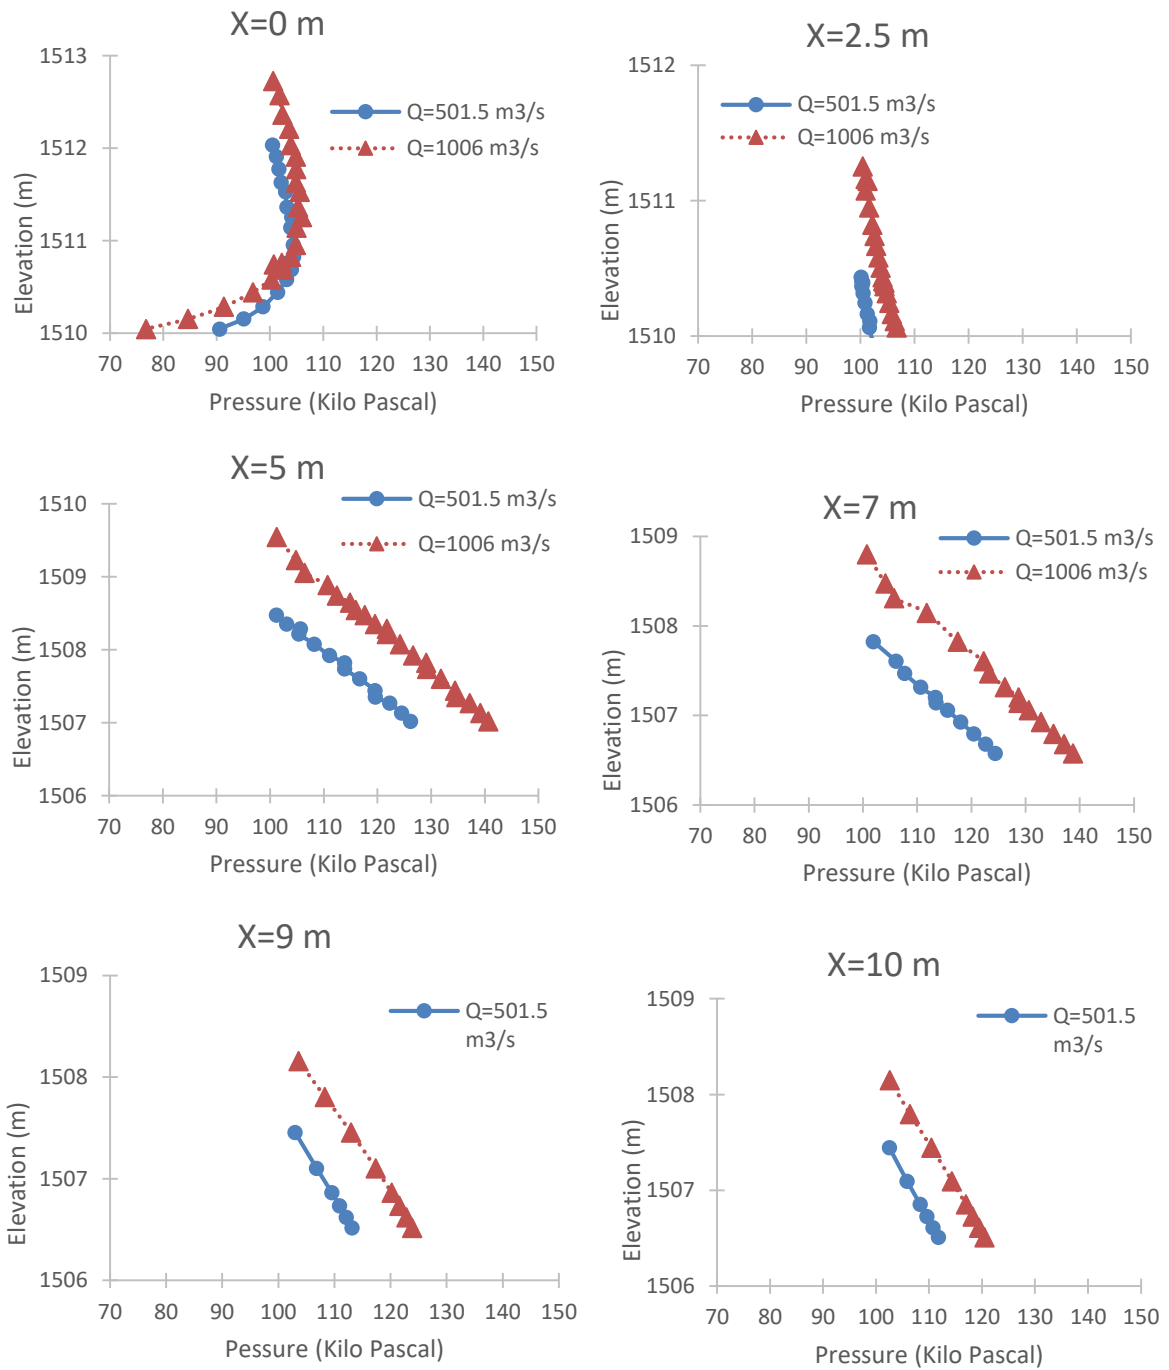 X=0 m
1513
1512
1511
1510
Elevation (m)
Q=501.5 m3/s
Q=1006 m3/s
70 80 90 100 110 120 130 140 150
Pressure (Kilo Pascal)
X=2.5 m
1512
1511
1510
Elevation (m)
Q=501.5 m3/s
Q=1006 m3/s
70 80 90 100 110 120 130 140 150
Pressure (Kilo Pascal)
X=5 m
1510
1509
1508
1507
1506
Elevation (m)
Q=501.5 m3/s
Q=1006 m3/s
70 80 90 100 110 120 130 140 150
Pressure (Kilo Pascal)
X=7 m
1509
1508
1507
1506
Elevation (m)
Q=501.5 m3/s
Q=1006 m3/s
70 80 90 100 110 120 130 140 150
Pressure (Kilo Pascal)
X=9 m
1509
1508
1507
1506
Elevation (m)
Q=501.5
m3/s
70 80 90 100 110 120 130 140 150
Pessure (Kilo Pascal)
X=10 m
1509
1508
1507
1506
Elevation (m)
Q=501.5
m3/s
70 80 90 100 110 120 130 140 150
Pressure (Kilo Pascal)